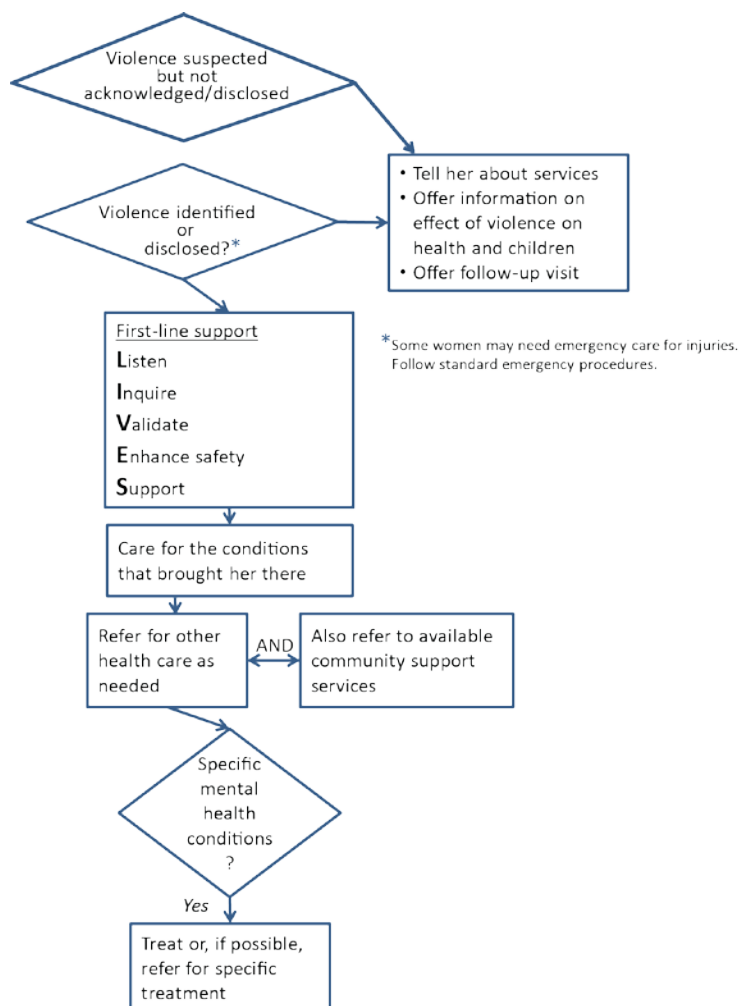 Violence suspected
but not
acknowledged/disclosed
• Tell her about services
• Offer information on
effect of violence on
health and children
• Offer follow-up visit
Violence identified
or
disclosed?*
First-line support
Listen
Inquire
Validate
Enhance safety
Support
*Some women may need emergency care for injuries.
Follow standard emergency procedures.
Care for the conditions
that brought her there
Refer for other
health care as
needed
AND
Also refer to available
community support
services
Specific
mental
health
conditions
?
Yes
Treat or, if possible,
refer for specific
treatment